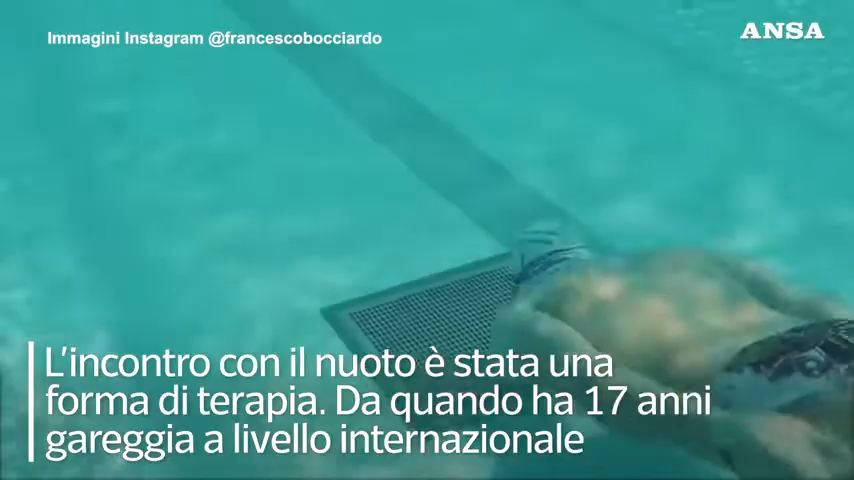 Immagini Instagram @francescobocciardo
ANSA
L'incontro con il nuoto è stata una
forma di terapia. Da quando ha 17 anni
gareggia a livello internazionale